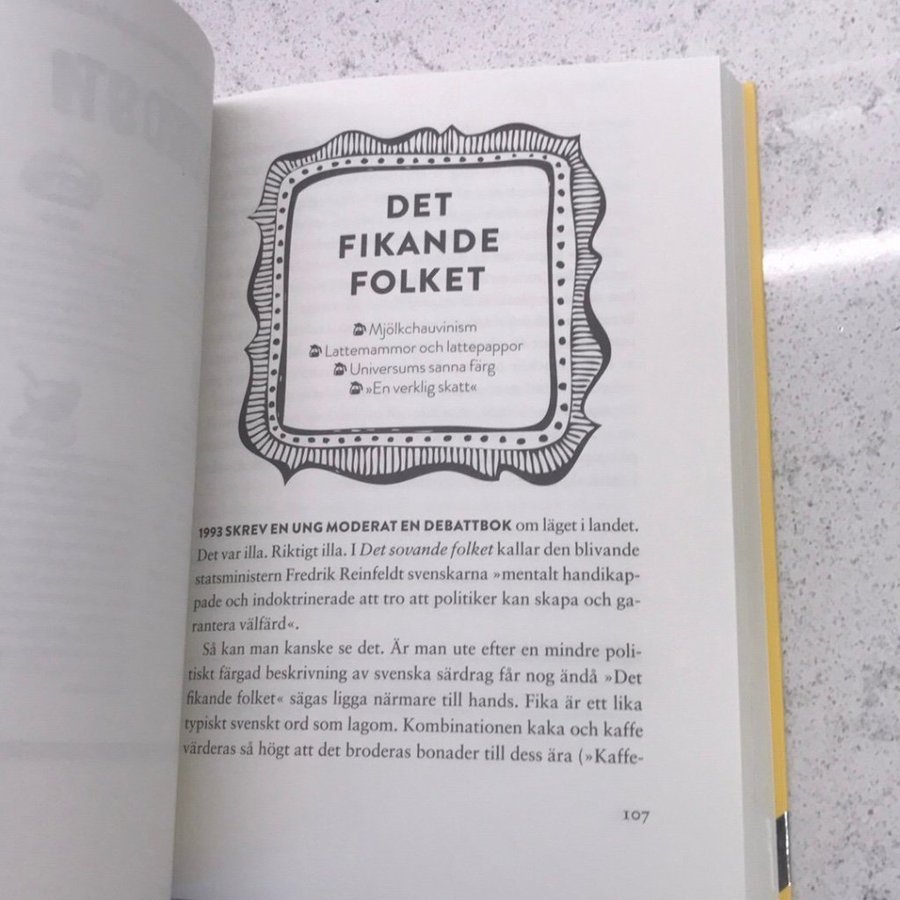 DET
FIKANDE
FOLKET
Mjölkchauvinism
Lattemammor och lattepappor
Universums sanna färg
»En verklig skatt«
1993 SKREV EN UNG MODERAT EN DEBATTBOK om läget i landet.
Det var illa. Riktigt illa. I Det sovande folket kallar den blivande
statsministern Fredrik Reinfeldt svenskarna »mentalt handikap-
pade och indoktrinerade att tro att politiker kan skapa och ga-
rantera välfärd«.
Så kan man kanske se det. Är man ute efter en mindre poli-
tiskt färgad beskrivning av svenska särdrag får nog ändå »Det
fikande folket« sägas ligga närmare till hands. Fika är ett lika
typiskt svenskt ord som lagom. Kombinationen kaka och kaffe
värderas så högt att det broderas bonader till dess ära (»Kaffe-
107